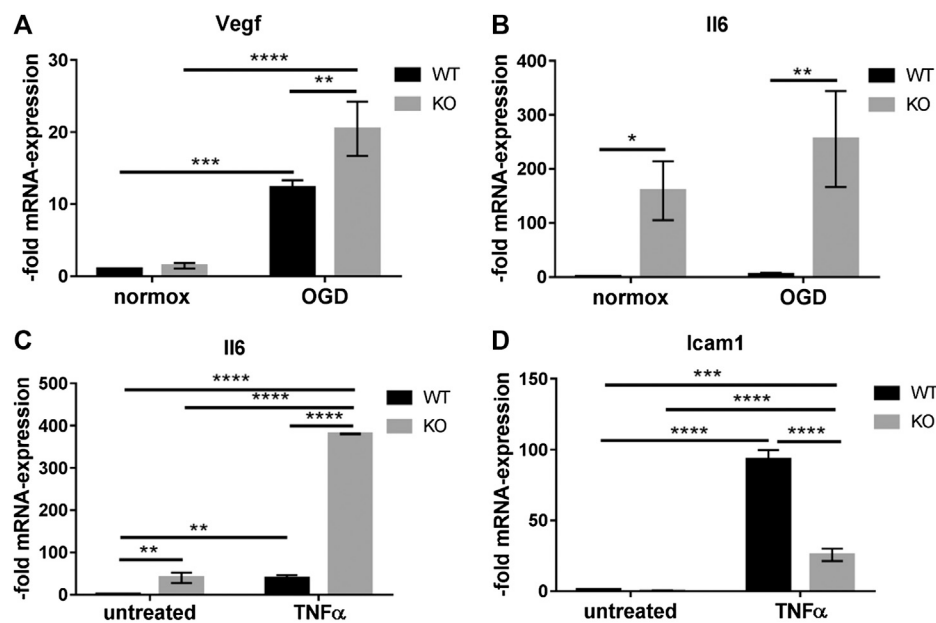 A
Vegf
-fold mRNA-expression
30
20
10
0
****
**
***
WT
KO
normox
OGD
B
Il6
-fold mRNA-expression
400
300
200
100
0
*
**
WT
KO
normox
OGD
C
Il6
-fold mRNA-expression
500
400
300
200
100
0
****
****
****
**
**
WT
KO
untreated
TNFα
D
Icam1
-fold mRNA-expression
150
100
50
0
***
****
**** ****
WT
KO
untreated
TNFα